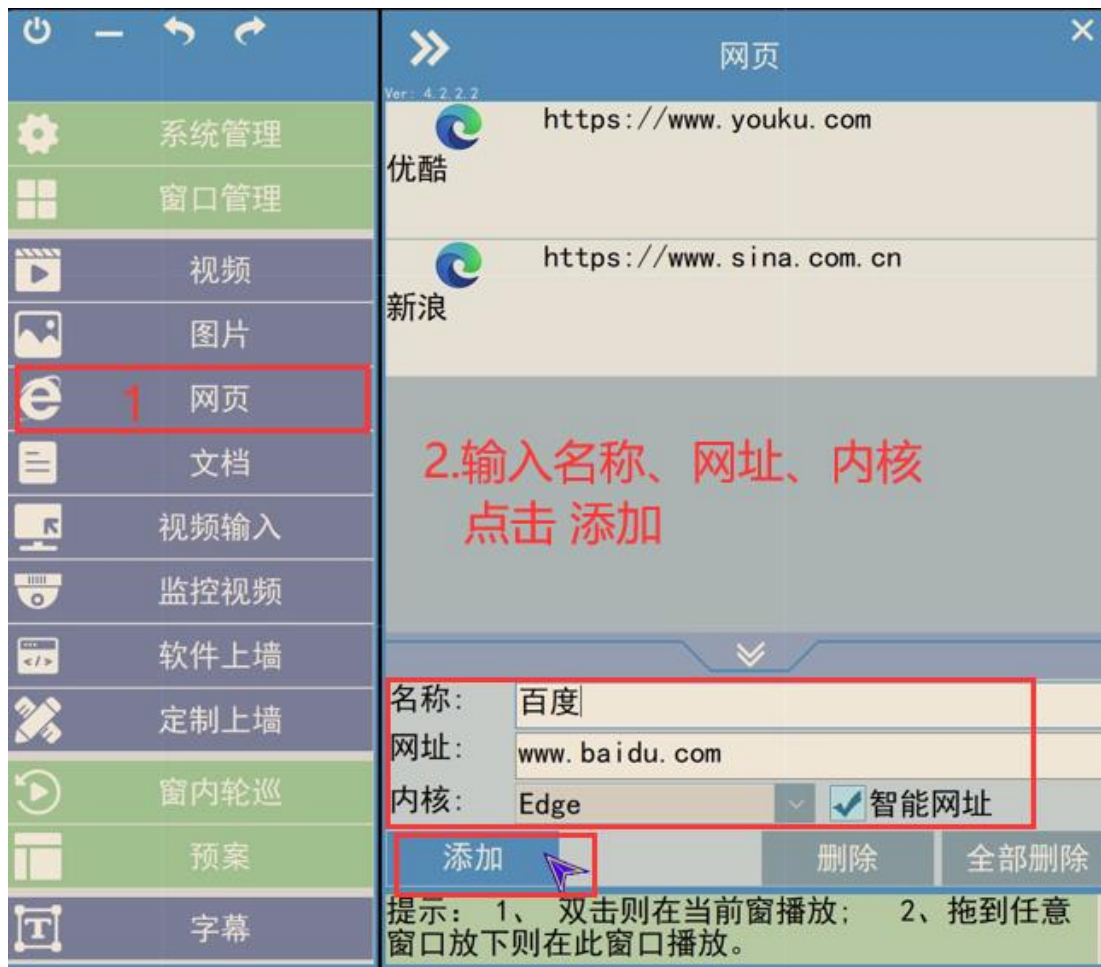 系统管理
窗口管理
视频
图片
1
网页
文档
视频输入
监控视频
软件上墙
定制上墙
窗内轮巡
预案
字幕
网页
Ver: 4.2.2.2
https://www.youku.com
优酷
https://www.sina.com.cn
新浪
2.输入名称、网址、内核
点击 添加
名称: 百度
网址: www.baidu.com
内核: Edge 智能网址
添加 删除 全部删除
提示: 1、 双击则在当前窗播放; 2、拖到任意
窗口放下则在此窗口播放。